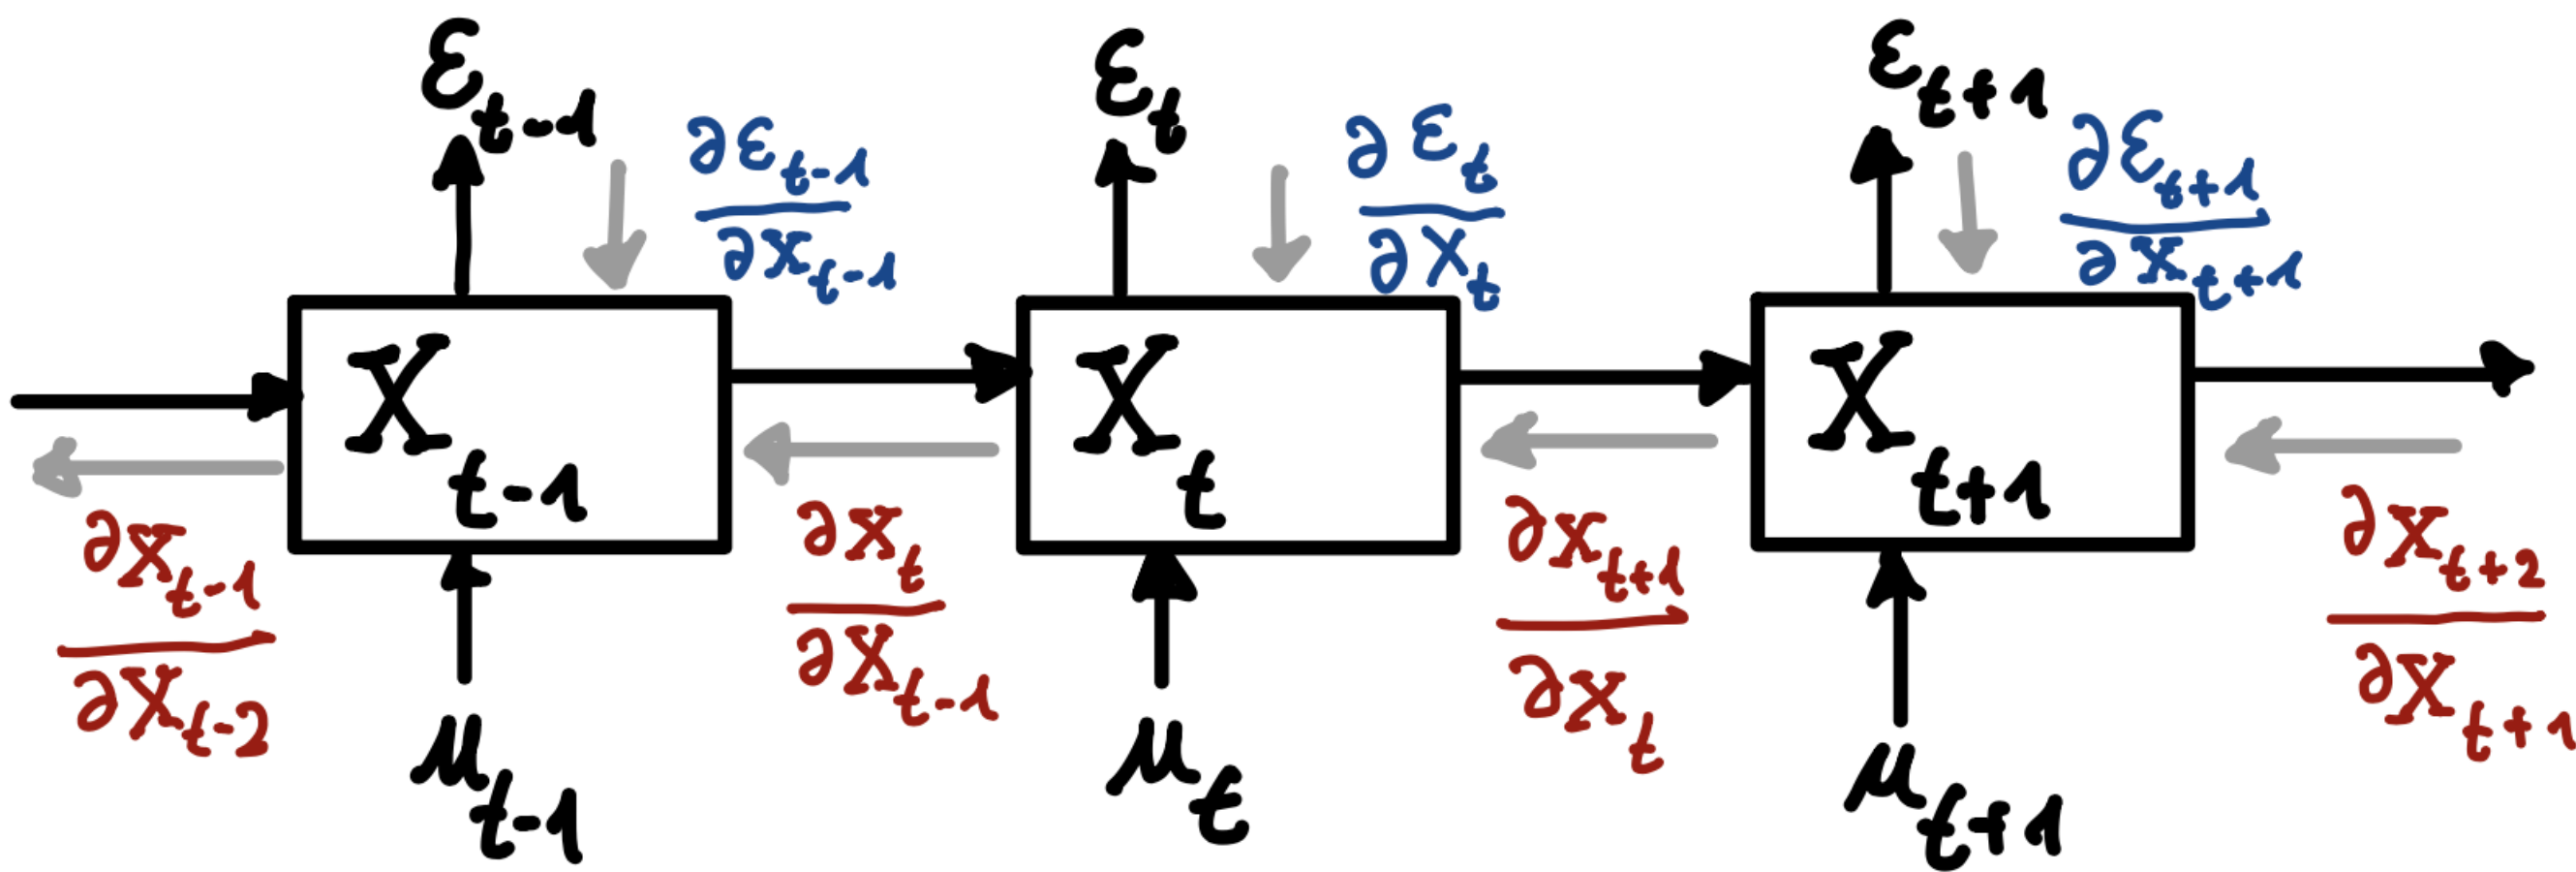 ε_{t-1} ε_t ε_{t+1}
∂ε_{t-1}/∂x_{t-1} ∂ε_t/∂x_t ∂ε_{t+1}/∂x_{t+1}
x_{t-1} x_t x_{t+1}
∂x_{t-1}/∂x_{t-2} ∂x_t/∂x_{t-1} ∂x_{t+1}/∂x_t ∂x_{t+2}/∂x_{t+1}
μ_{t-1} μ_t μ_{t+1}